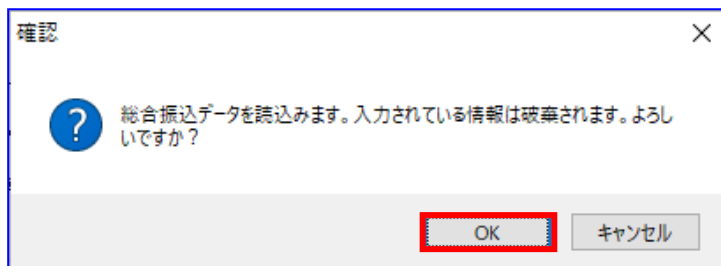 確認
総合振込データを読込みます。入力されている情報は破棄されます。よろし
いですか？
OK
キャンセル